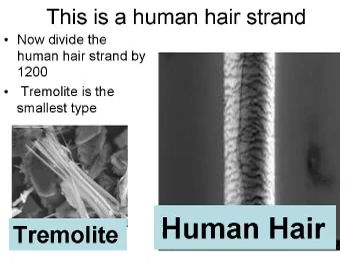 This is a human hair strand
• Now divide the
human hair strand by
1200
• Tremolite is the
smallest type
Tremolite
Human Hair